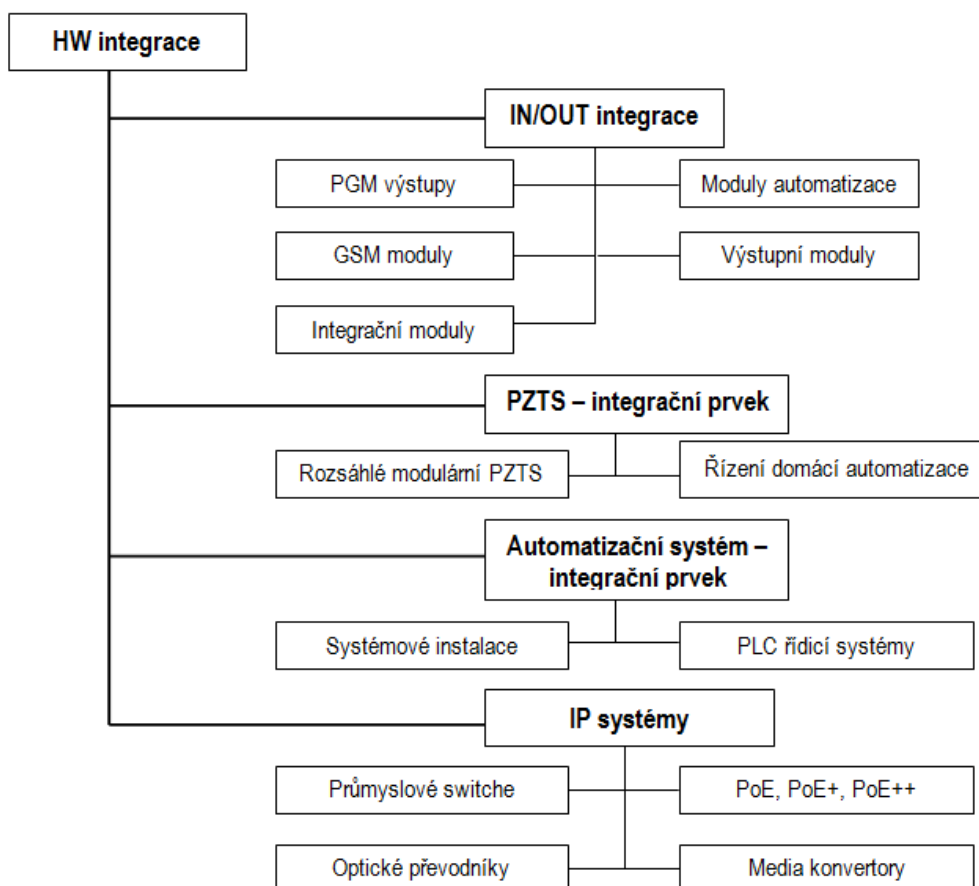 HW integrace
IN/OUT integrace
PGM výstupy
Moduly automatizace
GSM moduly
Výstupní moduly
Integrační moduly
PZTS – integrační prvek
Rozsáhlé modulární PZTS
Řízení domácí automatizace
Automatizační systém –
integrační prvek
Systémové instalace
PLC řídicí systémy
IP systémy
Průmyslové switche
PoE, PoE+, PoE++
Optické převodníky
Media konvertory